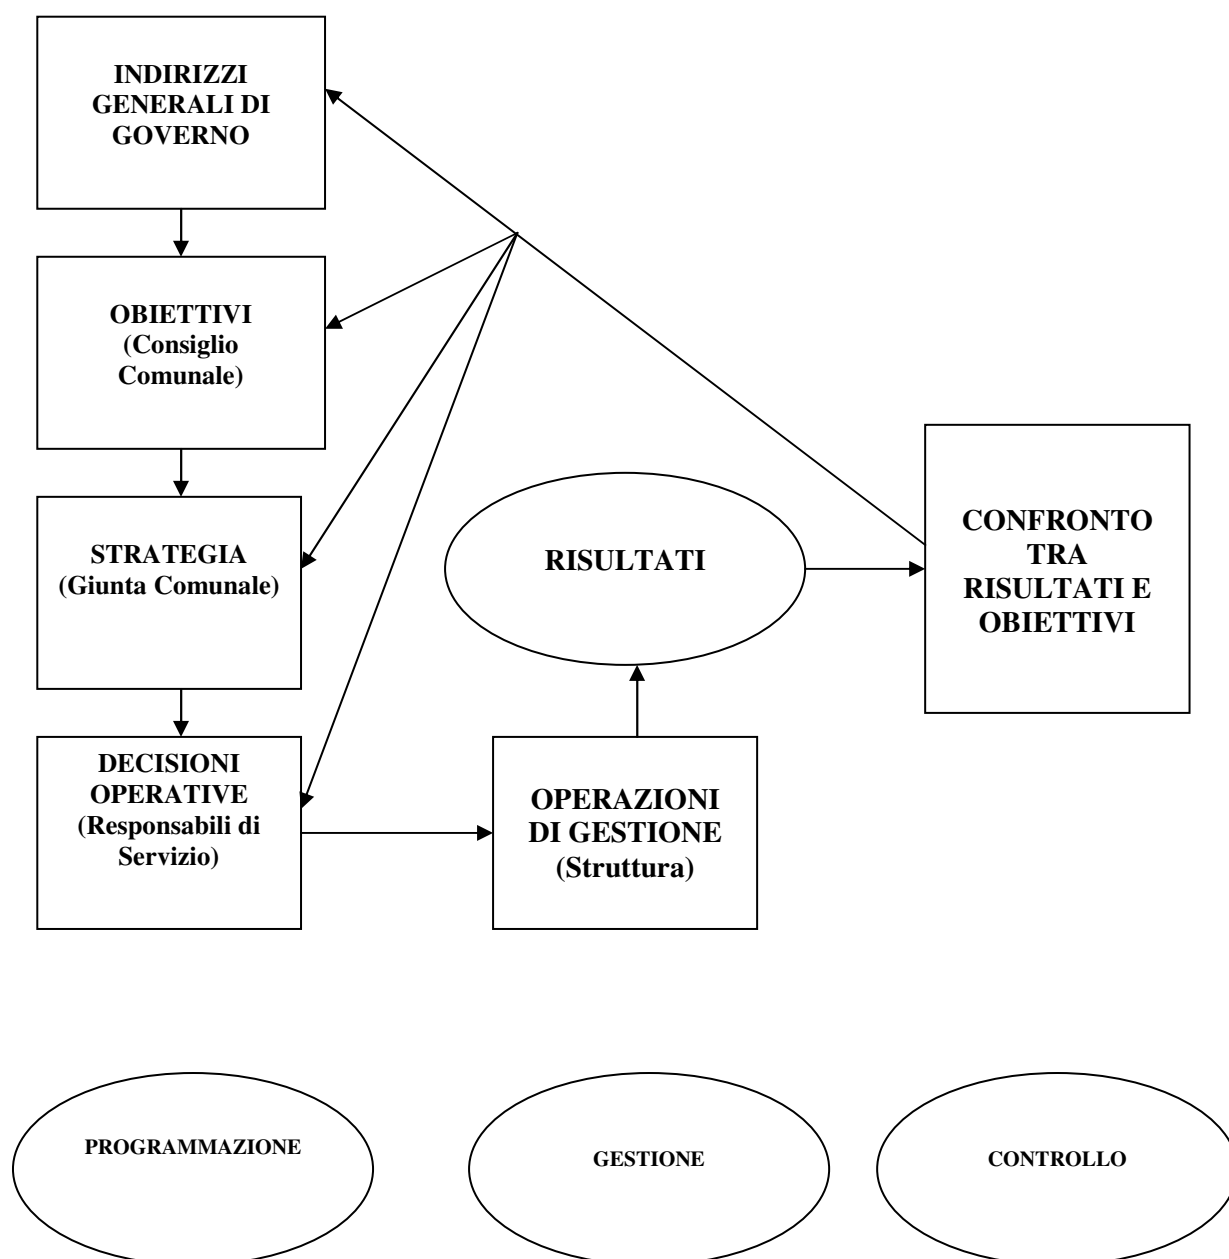 INDIRIZZI
GENERALI DI
GOVERNO
OBIETTIVI
(Consiglio
Comunale)
STRATEGIA
(Giunta Comunale)
DECISIONI
OPERATIVE
(Responsabili di
Servizio)
OPERAZIONI
DI GESTIONE
(Struttura)
RISULTATI
CONFRONTO
TRA
RISULTATI E
OBIETTIVI
PROGRAMMAZIONE
GESTIONE
CONTROLLO